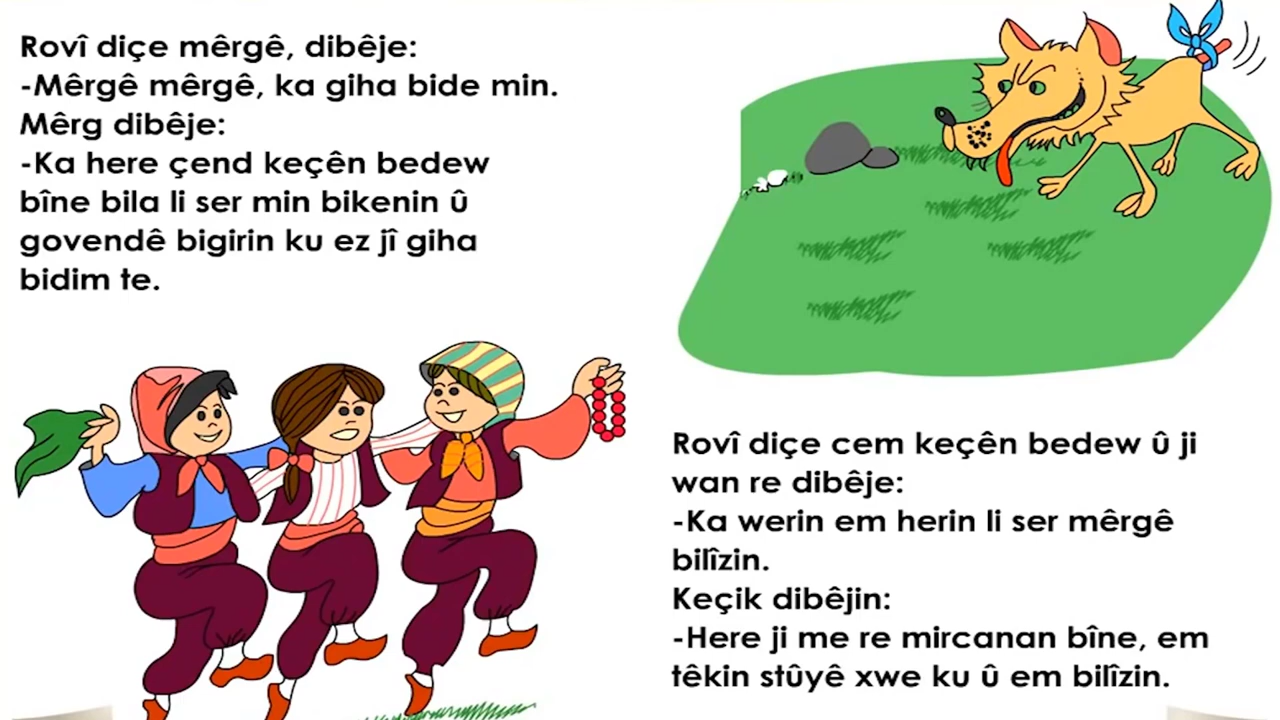 Rovî diçe mêrgê, dibêje:
-Mêrgê mêrgê, ka giha bide min.
Mêrg dibêje:
-Ka here çend keçên bedew
bîne bila li ser min bikenin û
govendê bigirin ku ez jî giha
bidim te.
Rovî diçe cem keçên bedew û ji
wan re dibêje:
-Ka werin em herin li ser mêrgê
bilîzin.
Keçik dibêjin:
-Here ji me re mircanan bîne, em
têkin stûyê xwe ku û em bilîzin.